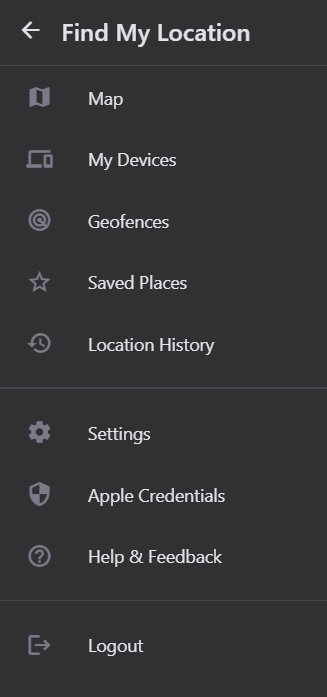 Find My Location
Map
My Devices
Geofences
Saved Places
Location History
Settings
Apple Credentials
Help & Feedback
Logout